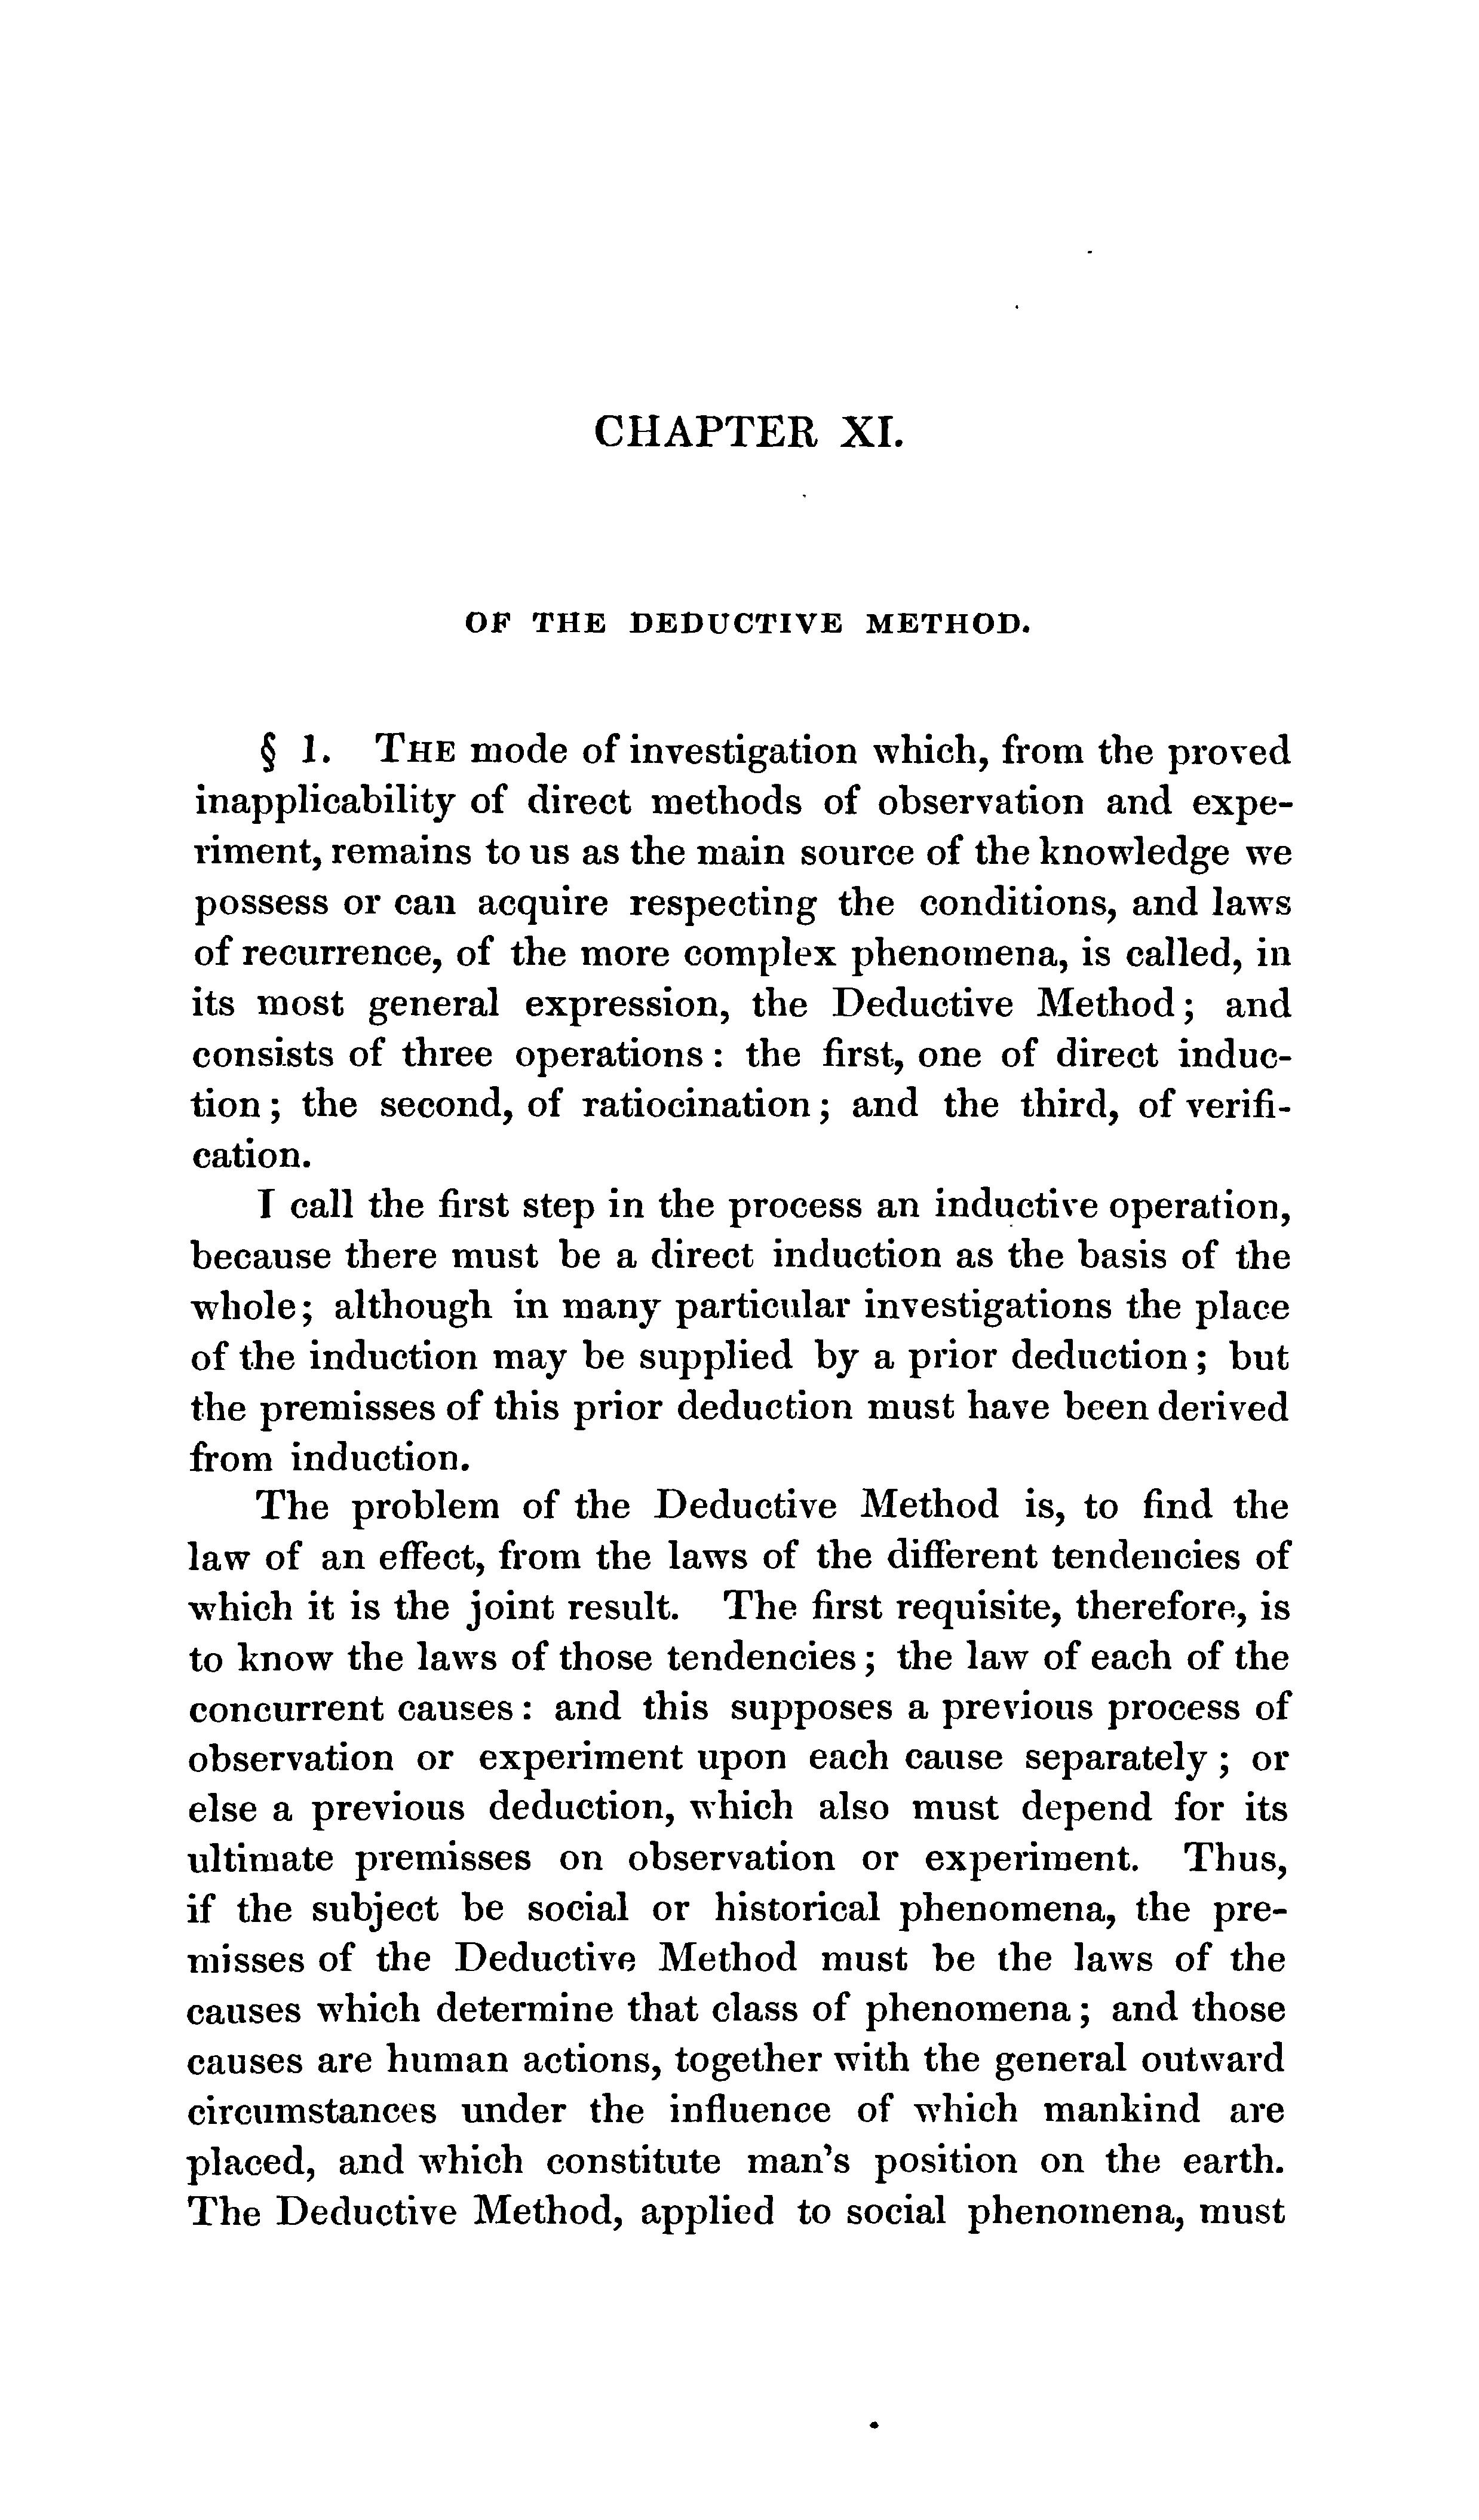 CHAPTER XI.
OF THE DEDUCTIVE METHOD.
§ 1. THE mode of investigation which, from the proved
inapplicability of direct methods of observation and expe-
riment, remains to us as the main source of the knowledge we
possess or can acquire respecting the conditions, and laws
of recurrence, of the more complex phenomena, is called, in
its most general expression, the Deductive Method; and
consists of three operations: the first, one of direct induc-
tion; the second, of ratiocination; and the third, of verifi-
cation.
I call the first step in the process an inductive operation,
because there must be a direct induction as the basis of the
whole; although in many particular investigations the place
of the induction may be supplied by a prior deduction; but
the premisses of this prior deduction must have been derived
from induction.
The problem of the Deductive Method is, to find the
law of an effect, from the laws of the different tendencies of
which it is the joint result. The first requisite, therefore, is
to know the laws of those tendencies; the law of each of the
concurrent causes: and this supposes a previous process of
observation or experiment upon each cause separately; or
else a previous deduction, which also must depend for its
ultimate premisses on observation or experiment. Thus,
if the subject be social or historical phenomena, the pre-
misses of the Deductive Method must be the laws of the
causes which determine that class of phenomena; and those
causes are human actions, together with the general outward
circumstances under the influence of which mankind are
placed, and which constitute man's position on the earth.
The Deductive Method, applied to social phenomena, must